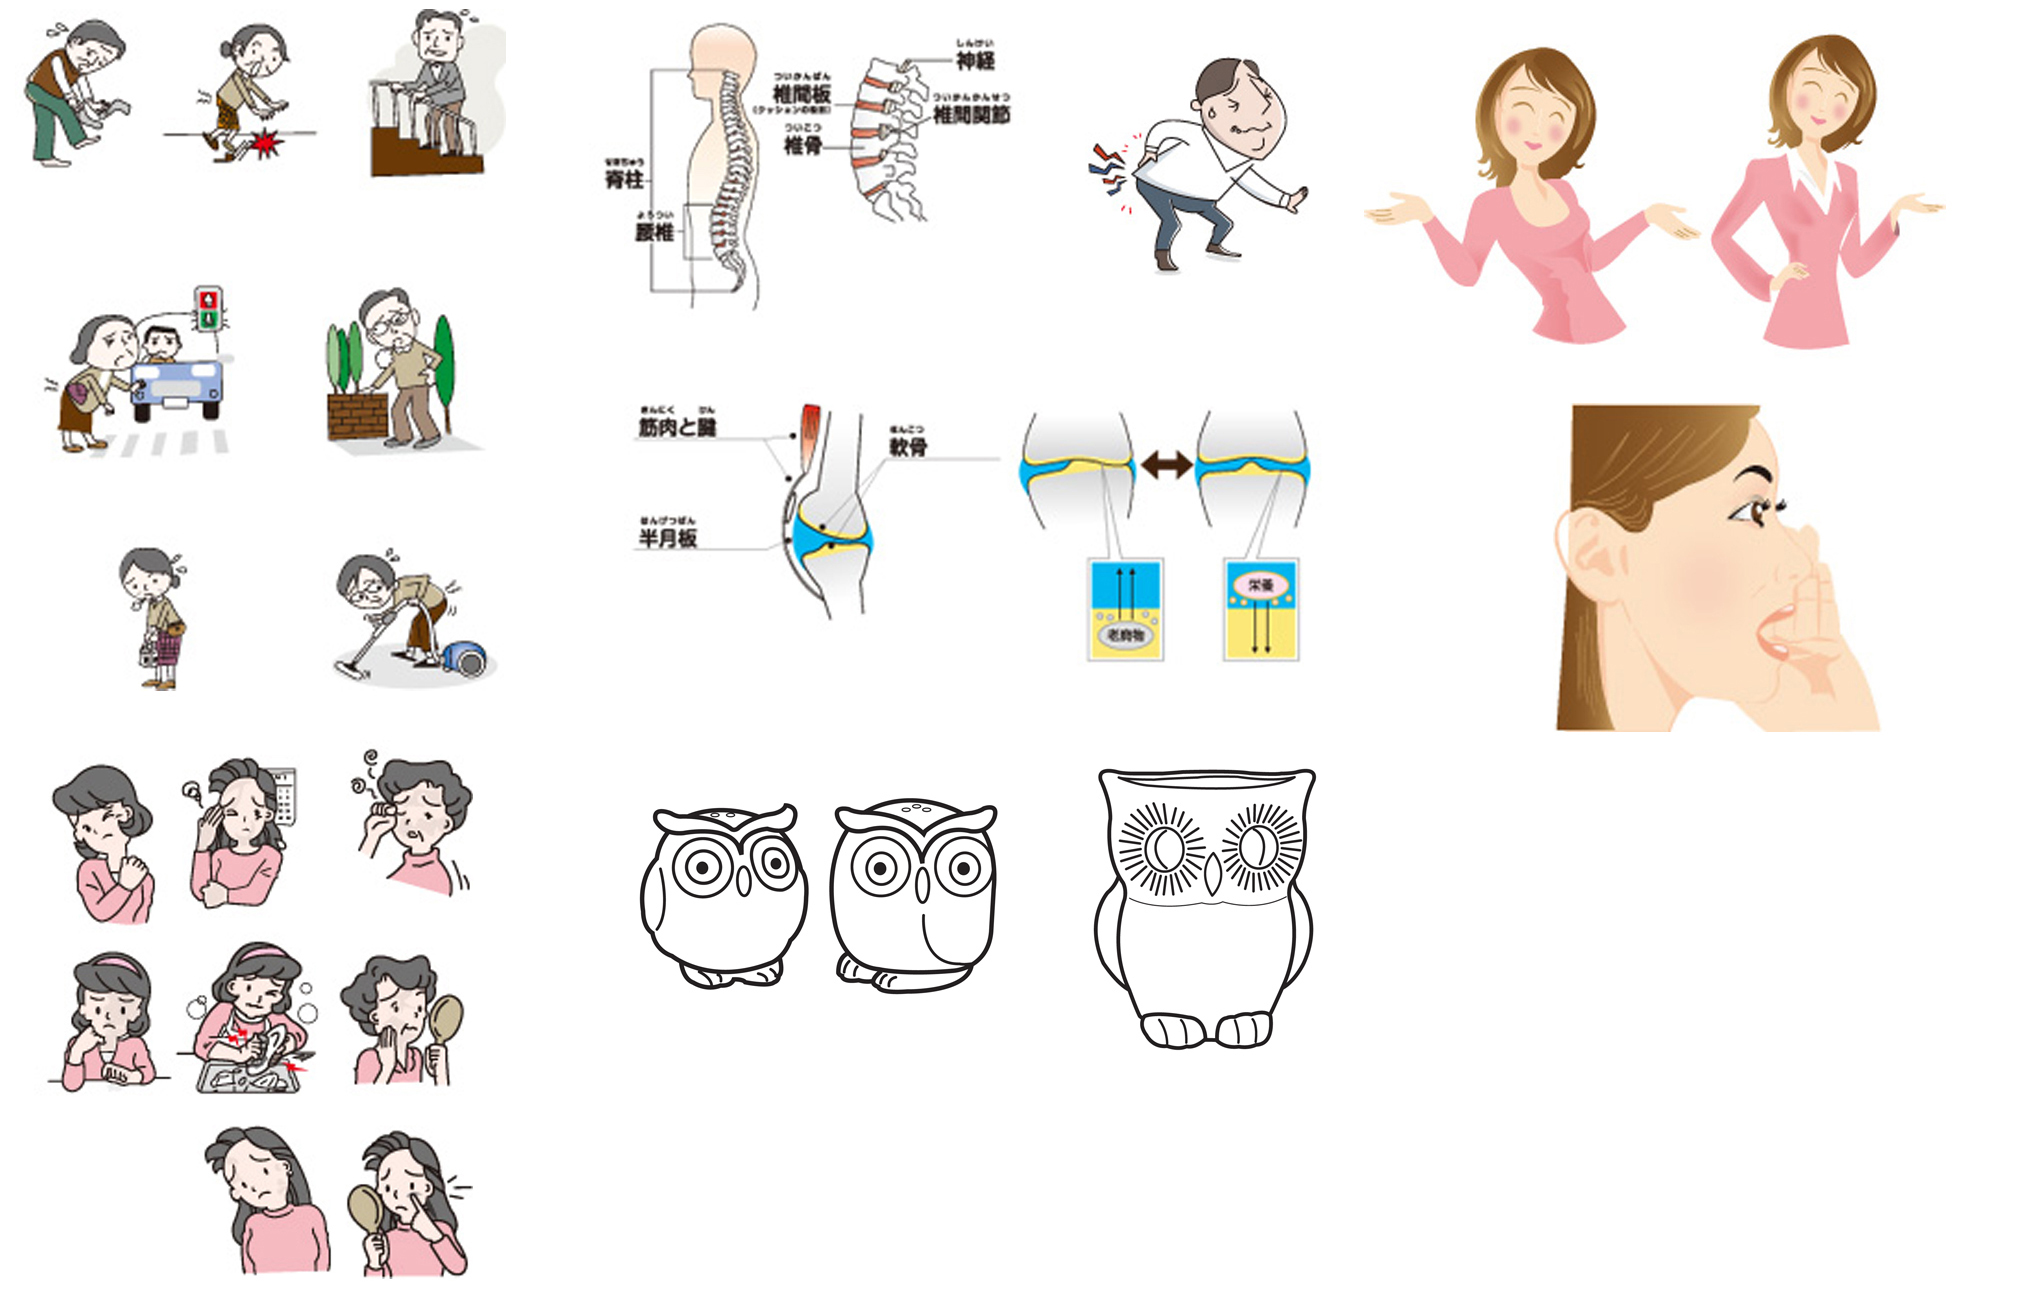 しんけい
神経
ついかんばん
椎間板
(クッションの役割)
ついかんかんせつ
椎間関節
ついこつ
椎骨
せきちゅう
脊柱
ようつい
腰椎
きんにく けん
筋肉と腱
なんこつ
軟骨
はんげつばん
半月板
栄養
老廃物